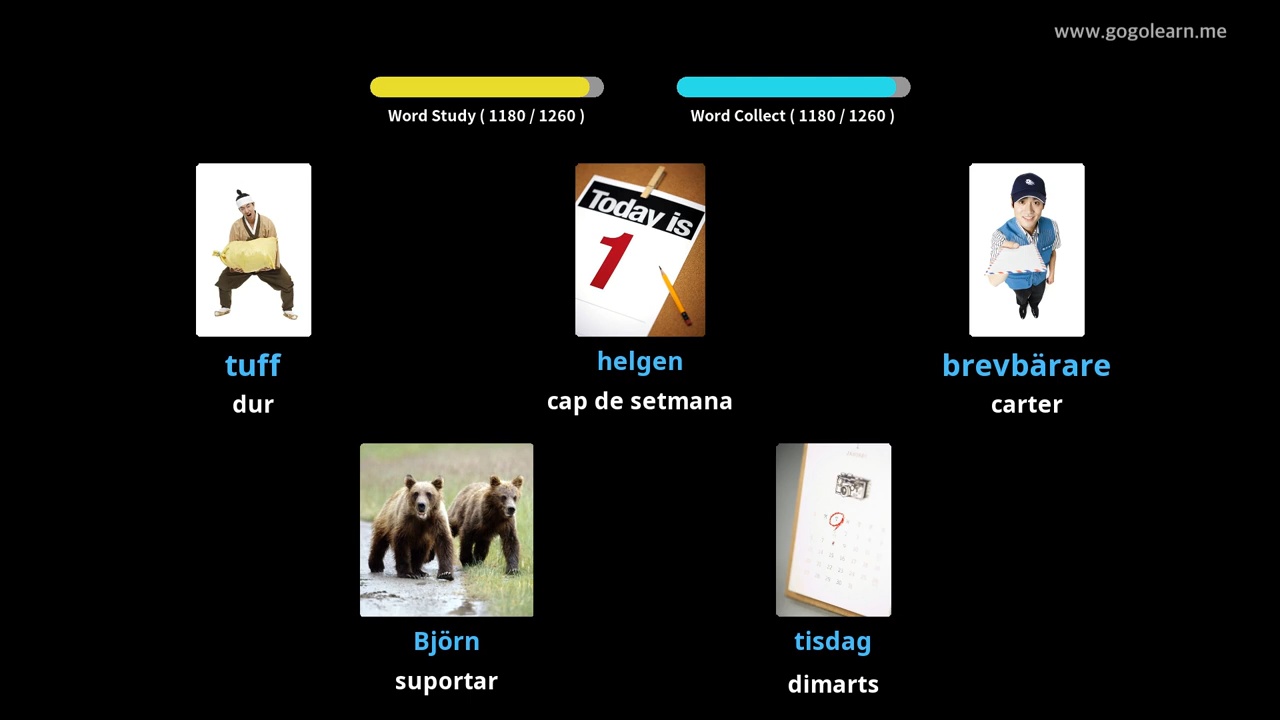 www.gogolearn.me
Word Study ( 1180 / 1260 )
Word Collect ( 1180 / 1260 )
Today is
1
tuff
dur
helgen
cap de setmana
brevbärare
carter
Björn
suportar
tisdag
dimarts